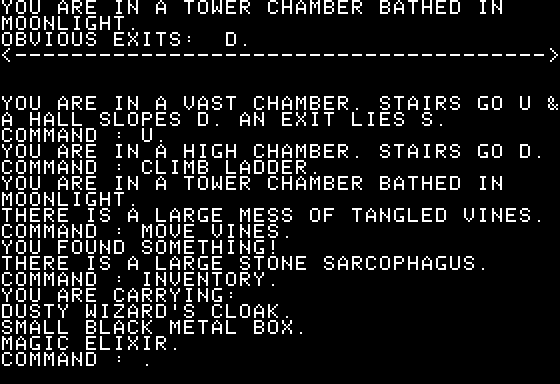 YOU ARE IN A TOWER CHAMBER BATHED IN
MOONLIGHT.
OBVIOUS EXITS:  D.
<---------------------------------------->
YOU ARE IN A VAST CHAMBER. STAIRS GO U &
A HALL SLOPES D. AN EXIT LIES S.
COMMAND : U.
YOU ARE IN A HIGH CHAMBER. STAIRS GO D.
COMMAND : CLIMB LADDER.
YOU ARE IN A TOWER CHAMBER BATHED IN
MOONLIGHT.
THERE IS A LARGE MESS OF TANGLED VINES.
COMMAND : MOVE VINES.
YOU FOUND SOMETHING!
THERE IS A LARGE STONE SARCOPHAGUS.
COMMAND : INVENTORY.
YOU ARE CARRYING:
DUSTY WIZARD'S CLOAK.
SMALL BLACK METAL BOX.
MAGIC ELIXIR.
COMMAND : .